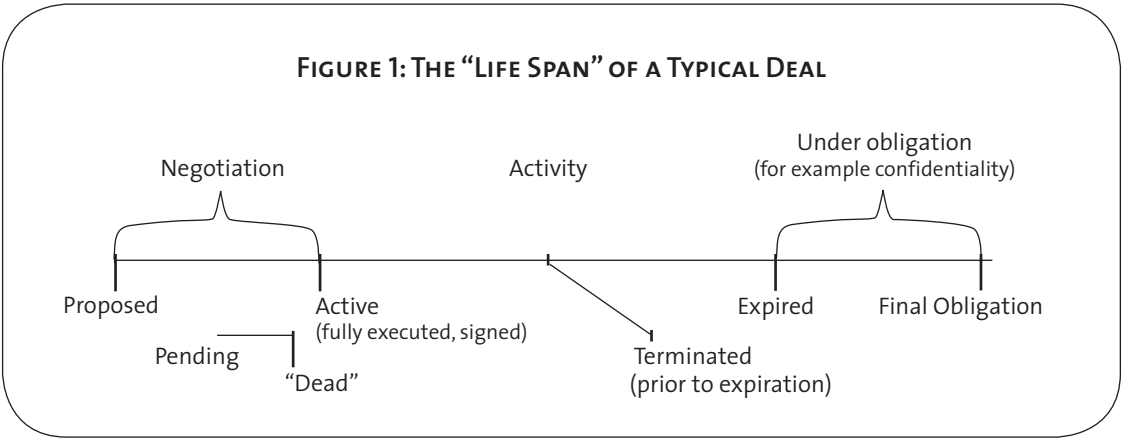 FIGURE 1: THE “LIFE SPAN” OF A TYPICAL DEAL
Negotiation
Activity
Under obligation
(for example confidentiality)
Proposed
Active
(fully executed, signed)
Expired
Final Obligation
Pending
“Dead”
Terminated
(prior to expiration)